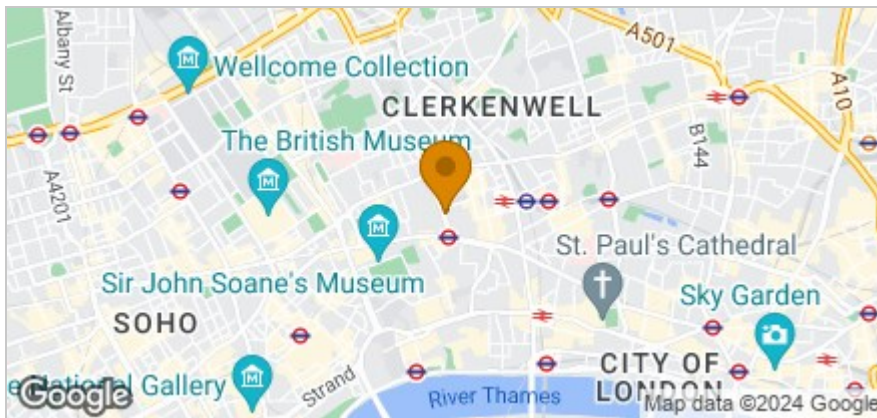 Albany St
A501
Wellcome Collection
CLERKENWELL
A10
The British Museum
B144
A4201
St. Paul's Cathedral
Sir John Soane's Museum
Sky Garden
SOHO
e National Gallery
Strand
CITY OF
LONDON
River Thames
Google
Map data ©2024 Google